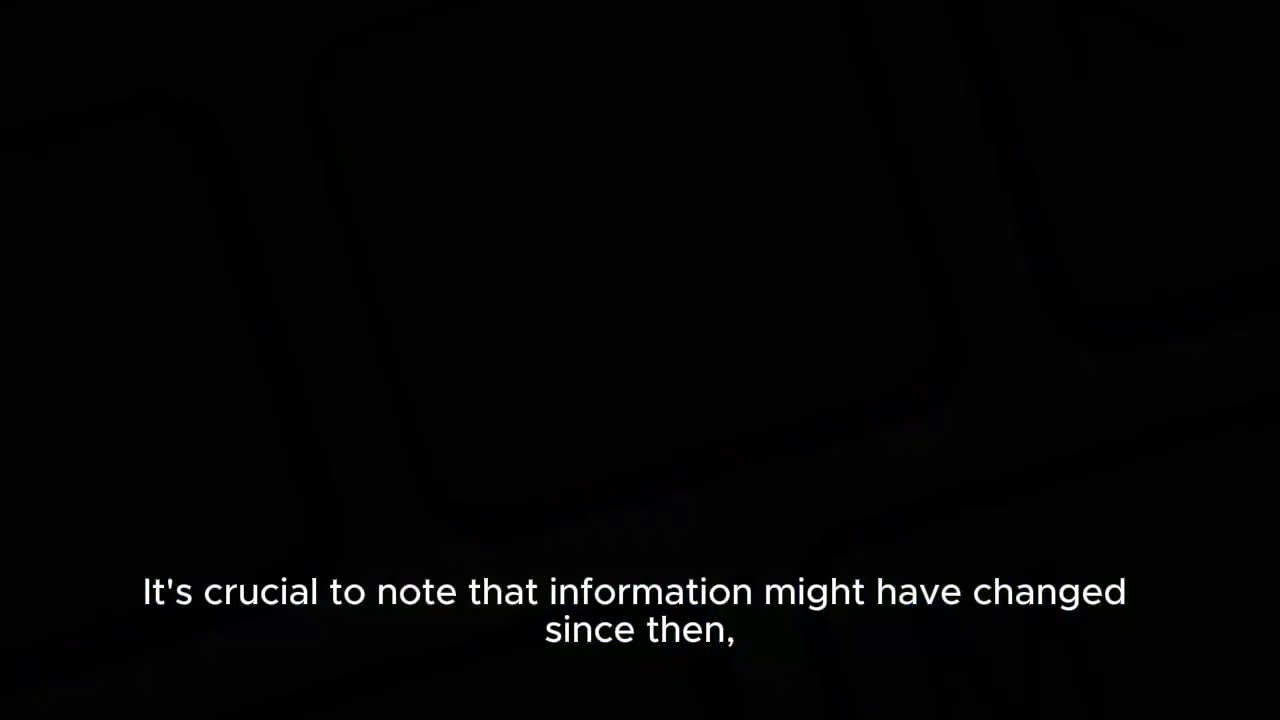 It's crucial to note that information might have changed
since then,